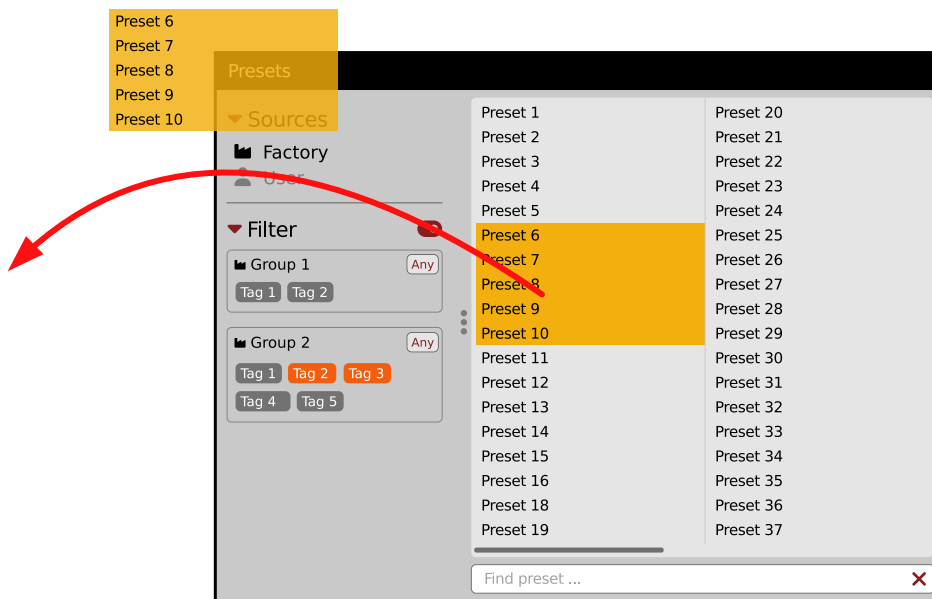 Preset 6
Preset 7
Preset 8
Preset 9
Preset 10
Presets
Sources
Factory
User
Filter
Group 1
Any
Tag 1
Tag 2
Group 2
Any
Tag 1
Tag 2
Tag 3
Tag 4
Tag 5
Preset 1
Preset 2
Preset 3
Preset 4
Preset 5
Preset 6
Preset 7
Preset 8
Preset 9
Preset 10
Preset 11
Preset 12
Preset 13
Preset 14
Preset 15
Preset 16
Preset 18
Preset 19
Preset 20
Preset 21
Preset 22
Preset 23
Preset 24
Preset 25
Preset 26
Preset 27
Preset 28
Preset 29
Preset 30
Preset 31
Preset 32
Preset 33
Preset 34
Preset 35
Preset 36
Preset 37
Find preset ...